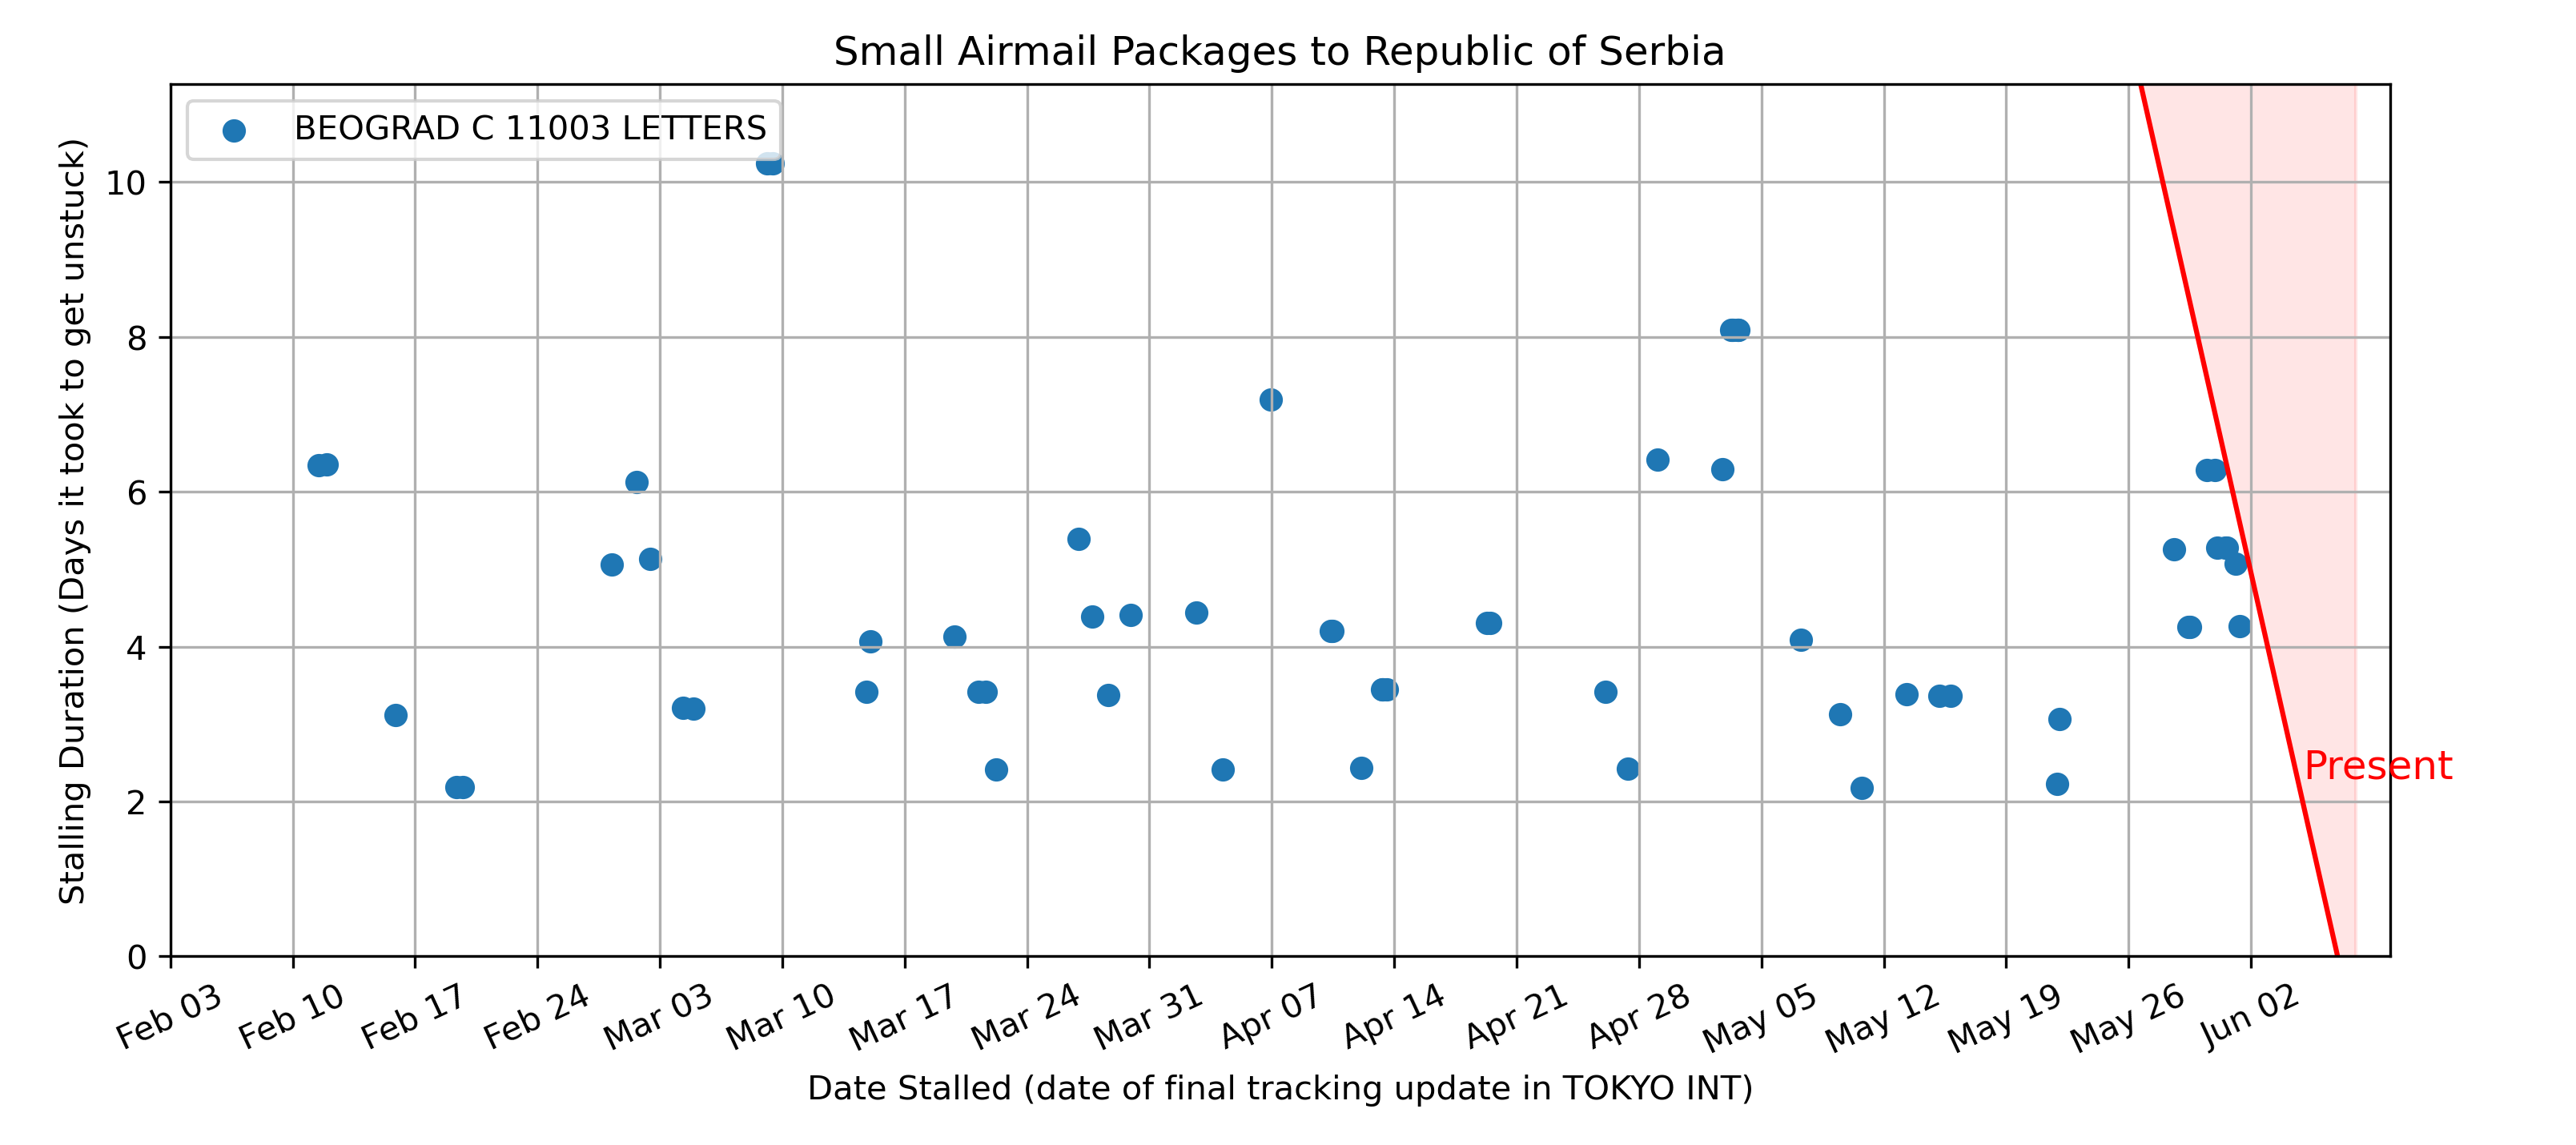 Small Airmail Packages to Republic of Serbia
BEOGRAD C 11003 LETTERS
Stalling Duration (Days it took to get unstuck)
10
8
6
4
2
0
Present
Feb 03 Feb 10 Feb 17 Feb 24 Mar 03 Mar 10 Mar 17 Mar 24 Mar 31 Apr 07 Apr 14 Apr 21 Apr 28 May 05 May 12 May 19 May 26 Jun 02
Date Stalled (date of final tracking update in TOKYO INT)